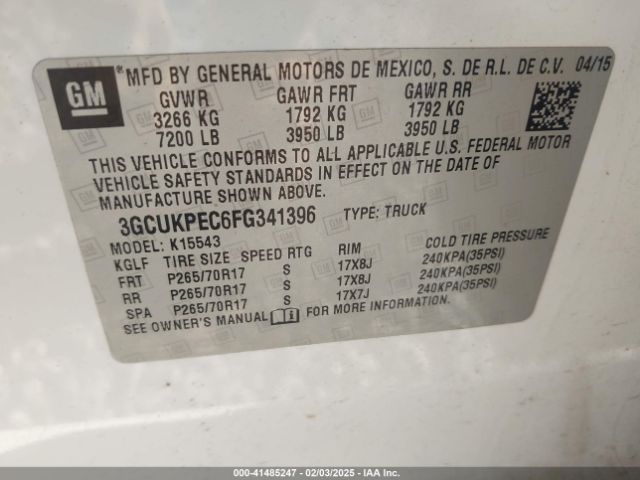 GM ® MFD BY GENERAL MOTORS DE MEXICO, S. DE R.L. DE C.V. 04/15
GVWR GAWR FRT GAWR RR
3266 KG 1792 KG 1792 KG
7200 LB 3950 LB 3950 LB
THIS VEHICLE CONFORMS TO ALL APPLICABLE U.S. FEDERAL MOTOR
VEHICLE SAFETY STANDARDS IN EFFECT ON THE DATE OF
MANUFACTURE SHOWN ABOVE.
3GCUKPEC6FG341396 TYPE: TRUCK
MODEL: K15543
KGLF TIRE SIZE SPEED RTG RIM COLD TIRE PRESSURE
FRT P265/70R17 S 17X8J 240KPA(35PSI)
RR P265/70R17 S 17X8J 240KPA(35PSI)
SPA P265/70R17 S 17X7J 240KPA(35PSI)
SEE OWNER'S MANUAL FOR MORE INFORMATION.
000-41485247 - 02/03/2025 - IAA Inc.